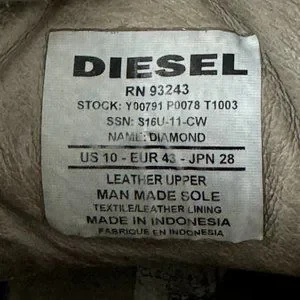 DIESEL
RN 93243
STOCK: Y00791 P0078 T1003
SSN: S16U-11-CW
NAME: DIAMOND
US 10 - EUR 43 - JPN 28
LEATHER UPPER
MAN MADE SOLE
TEXTILE/LEATHER LINING
MADE IN INDONESIA
FABRIQUE EN INDONESIA